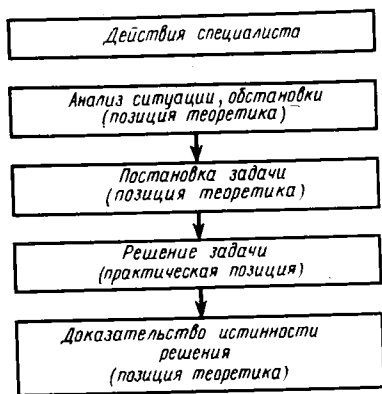 Действия специалиста
Анализ ситуации, обстановки
(позиция теоретика)
Постановка задачи
(позиция теоретика)
Решение задачи
(практическая позиция)
Доказательство истинности
решения
(позиция теоретика)